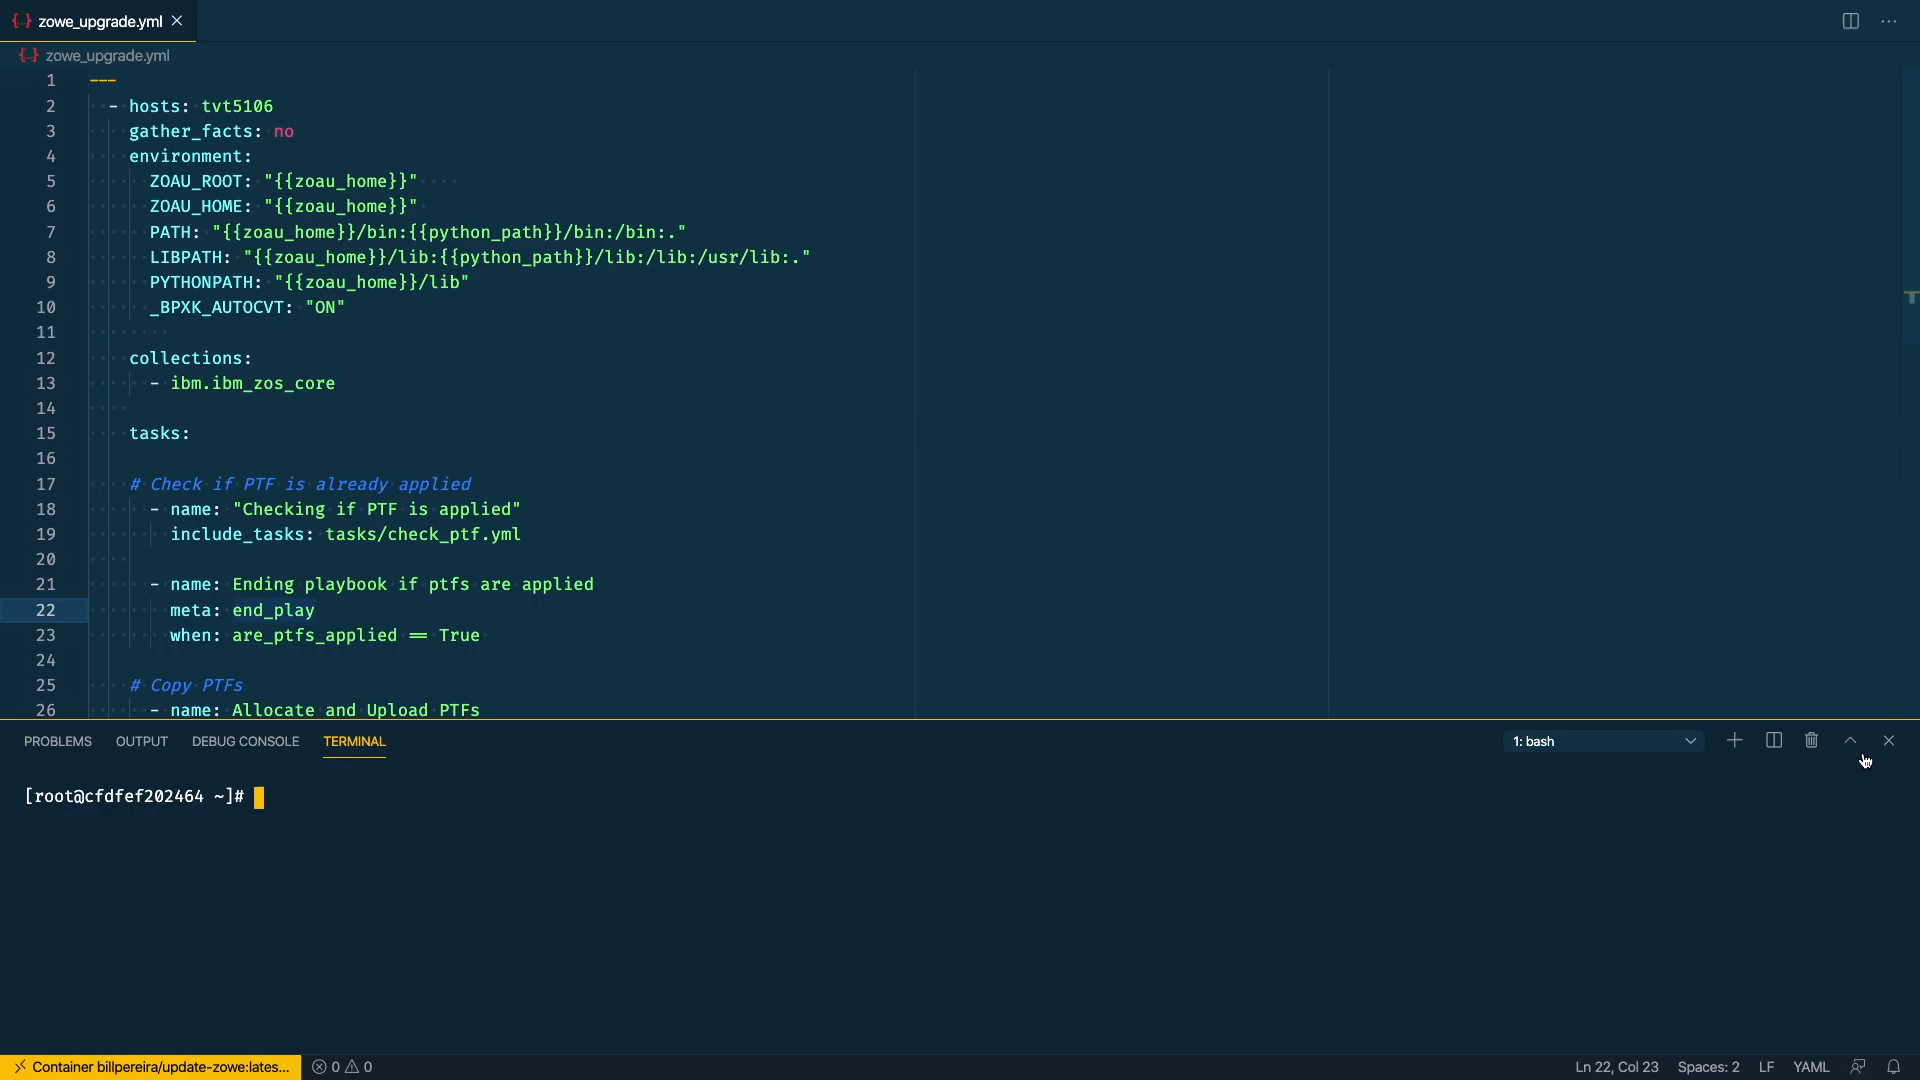 {..} zowe_upgrade.yml
{..} zowe_upgrade.yml
1 ---
2 - hosts: tvt5106
3 gather_facts: no
4 environment:
5 ZOAU_ROOT: "{{zoau_home}}"
6 ZOAU_HOME: "{{zoau_home}}"
7 PATH: "{{zoau_home}}/bin:{{python_path}}/bin:/bin:."
8 LIBPATH: "{{zoau_home}}/lib:{{python_path}}/lib:/lib:/usr/lib:."
9 PYTHONPATH: "{{zoau_home}}/lib"
10 _BPXK_AUTOCVT: "ON"
11
12 collections:
13 - ibm.ibm_zos_core
14
15 tasks:
16
17 # Check if PTF is already applied
18 - name: "Checking if PTF is applied"
19 include_tasks: tasks/check_ptf.yml
20
21 - name: Ending playbook if ptfs are applied
22 meta: end_play
23 when: are_ptfs_applied == True
24
25 # Copy PTFs
26 - name: Allocate and Upload PTFs
PROBLEMS OUTPUT DEBUG CONSOLE TERMINAL 1: bash
[root@cfdfef202464 ~]#
Container billpereira/update-zowe:lates... 0 0 Ln 22, Col 23 Spaces: 2 LF YAML